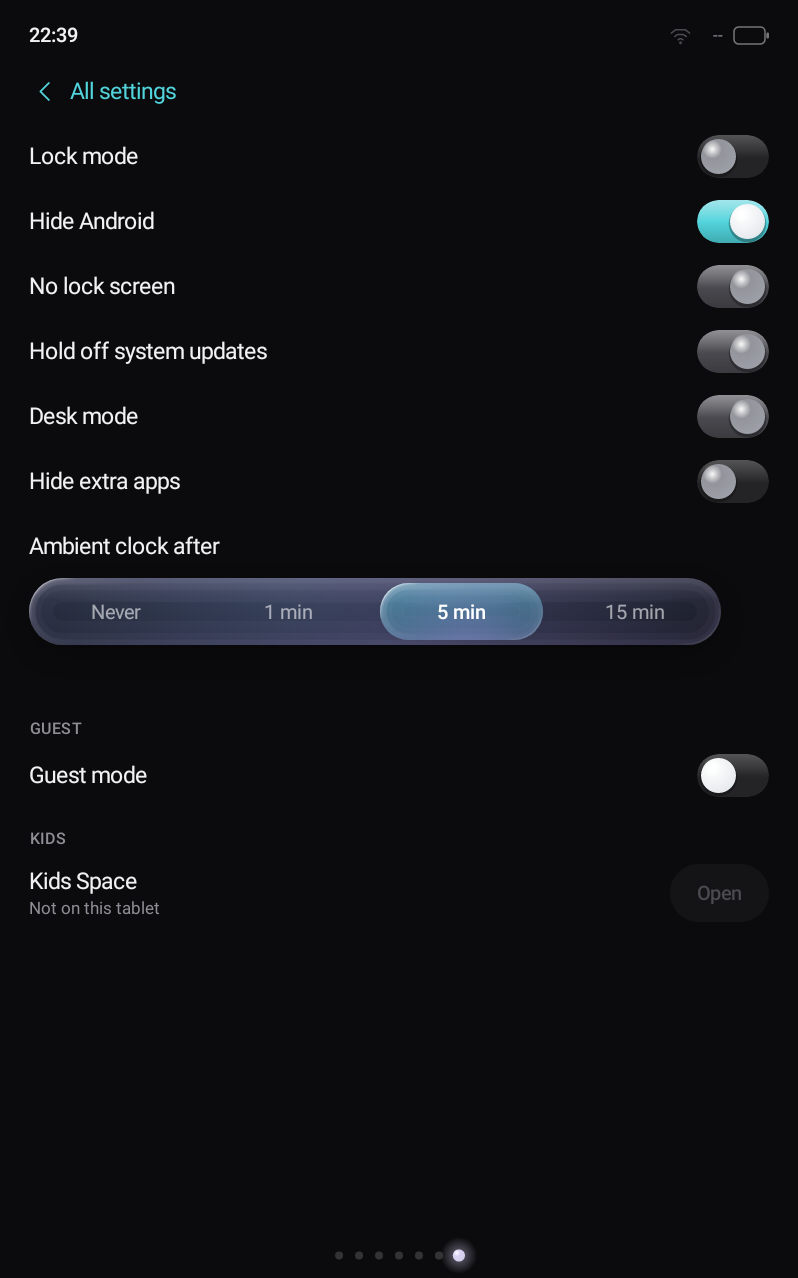 22:39
--
All settings
Lock mode
Hide Android
No lock screen
Hold off system updates
Desk mode
Hide extra apps
Ambient clock after
Never 1 min 5 min 15 min
GUEST
Guest mode
KIDS
Kids Space
Not on this tablet
Open